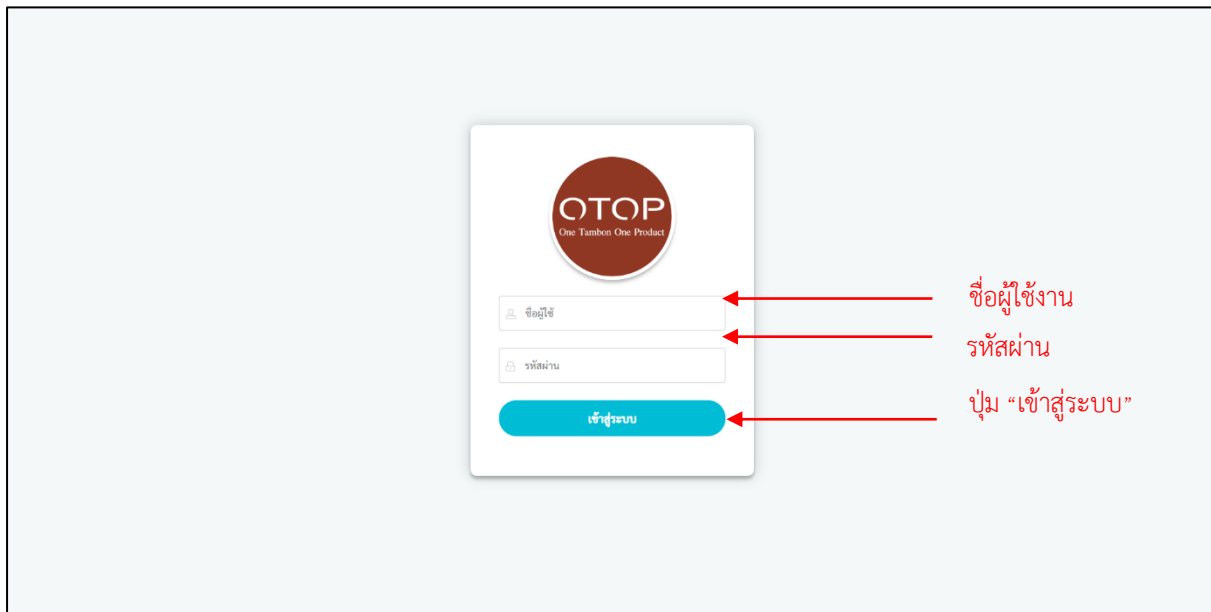 OTOP
One Tambon One Product
ชื่อผู้ใช้งาน
ชื่อผู้ใช้
รหัสผ่าน
รหัสผ่าน
ปุ่ม “เข้าสู่ระบบ”
เข้าสู่ระบบ